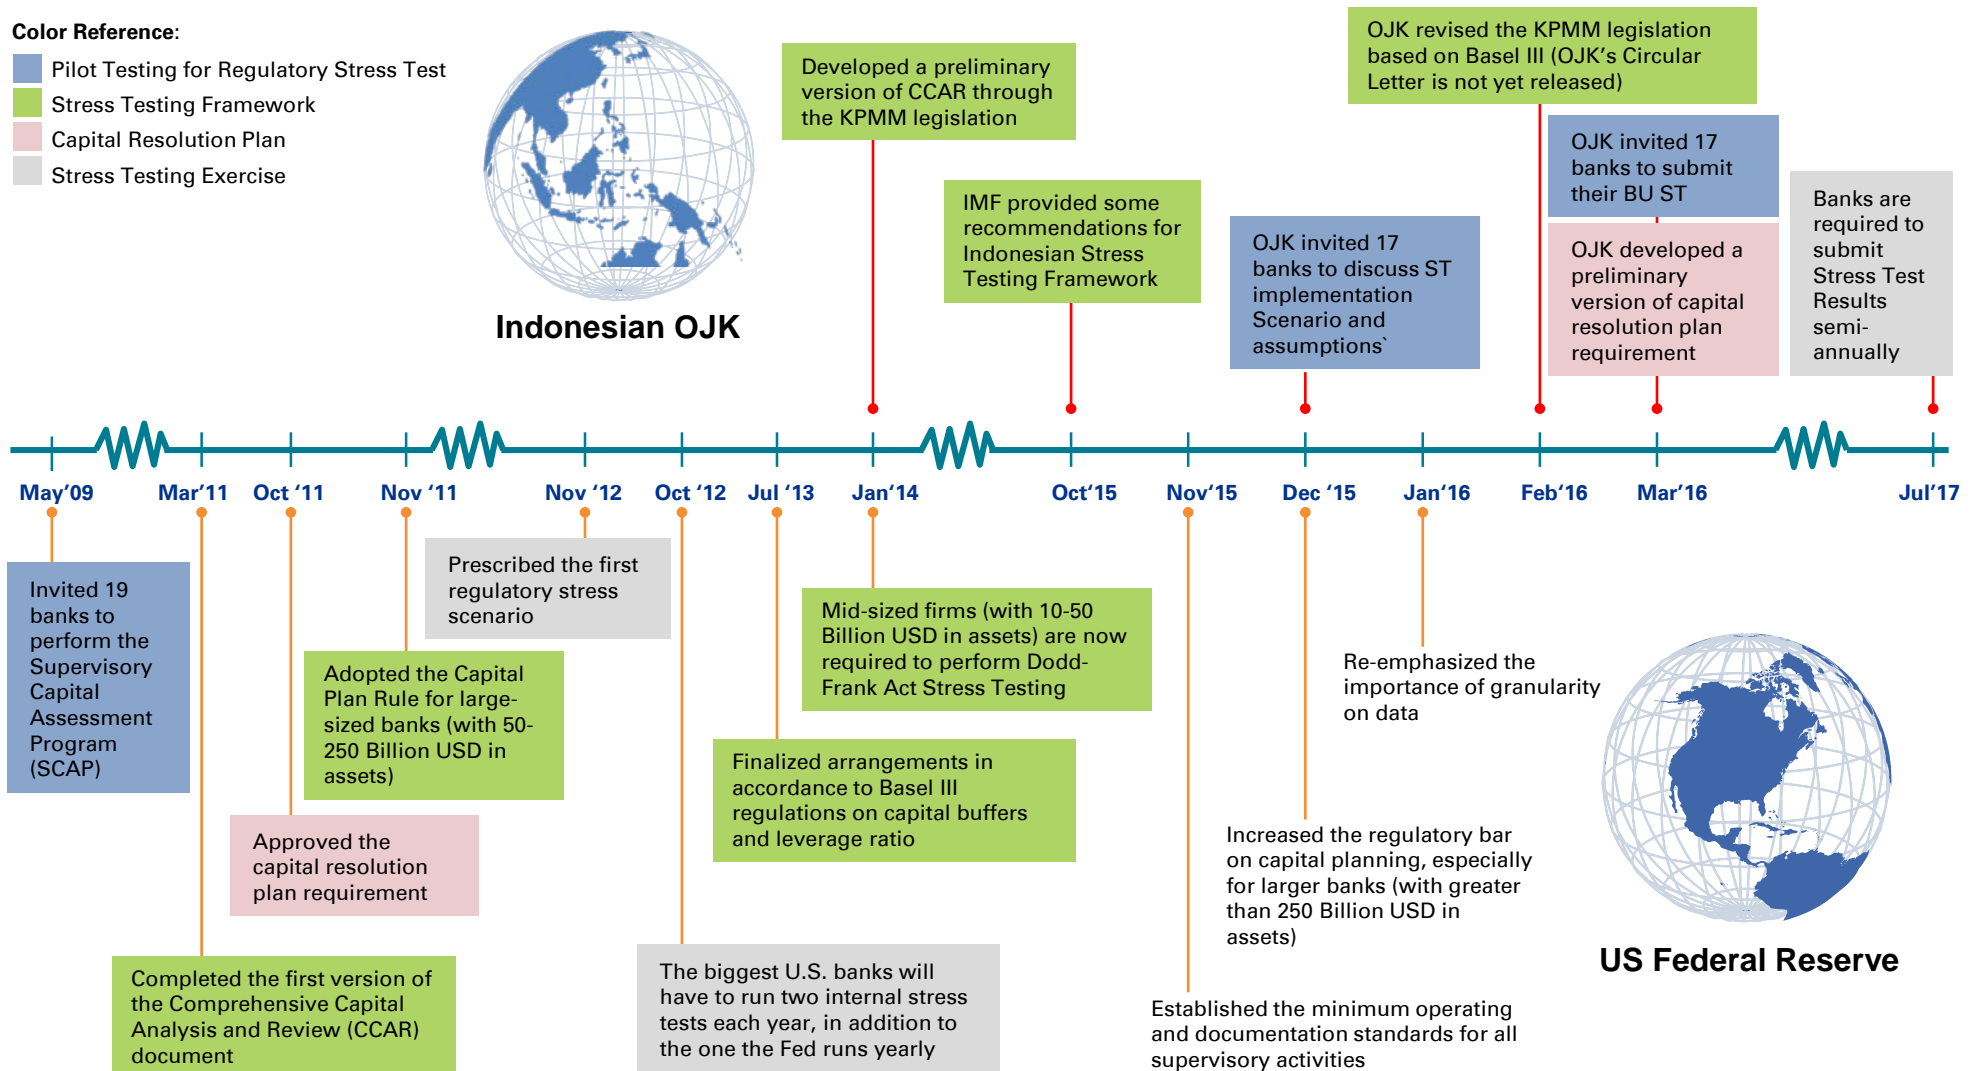 Color Reference:
Pilot Testing for Regulatory Stress Test
Stress Testing Framework
Capital Resolution Plan
Stress Testing Exercise
Indonesian OJK
Developed a preliminary
version of CCAR through
the KPMM legislation
IMF provided some
recommendations for
Indonesian Stress
Testing Framework
OJK invited 17
banks to discuss ST
implementation
Scenario and
assumptions`
OJK revised the KPMM legislation
based on Basel III (OJK’s Circular
Letter is not yet released)
OJK invited 17
banks to submit
their BU ST
OJK developed a
preliminary
version of capital
resolution plan
requirement
Banks are
required to
submit
Stress Test
Results
semi-
annually
May’09
Mar’11
Oct ‘11
Nov ‘11
Nov ‘12
Oct ‘12
Jul ‘13
Jan‘14
Oct‘15
Nov‘15
Dec ‘15
Jan‘16
Feb‘16
Mar‘16
Jul’17
Invited 19
banks to
perform the
Supervisory
Capital
Assessment
Program
(SCAP)
Completed the first version of
the Comprehensive Capital
Analysis and Review (CCAR)
document
Approved the
capital resolution
plan requirement
Adopted the Capital
Plan Rule for large-
sized banks (with 50-
250 Billion USD in
assets)
Prescribed the first
regulatory stress
scenario
The biggest U.S. banks will
have to run two internal stress
tests each year, in addition to
the one the Fed runs yearly
Finalized arrangements in
accordance to Basel III
regulations on capital buffers
and leverage ratio
Mid-sized firms (with 10-50
Billion USD in assets) are now
required to perform Dodd-
Frank Act Stress Testing
Established the minimum operating
and documentation standards for all
supervisory activities
Increased the regulatory bar
on capital planning, especially
for larger banks (with greater
than 250 Billion USD in
assets)
Re-emphasized the
importance of granularity
on data
US Federal Reserve